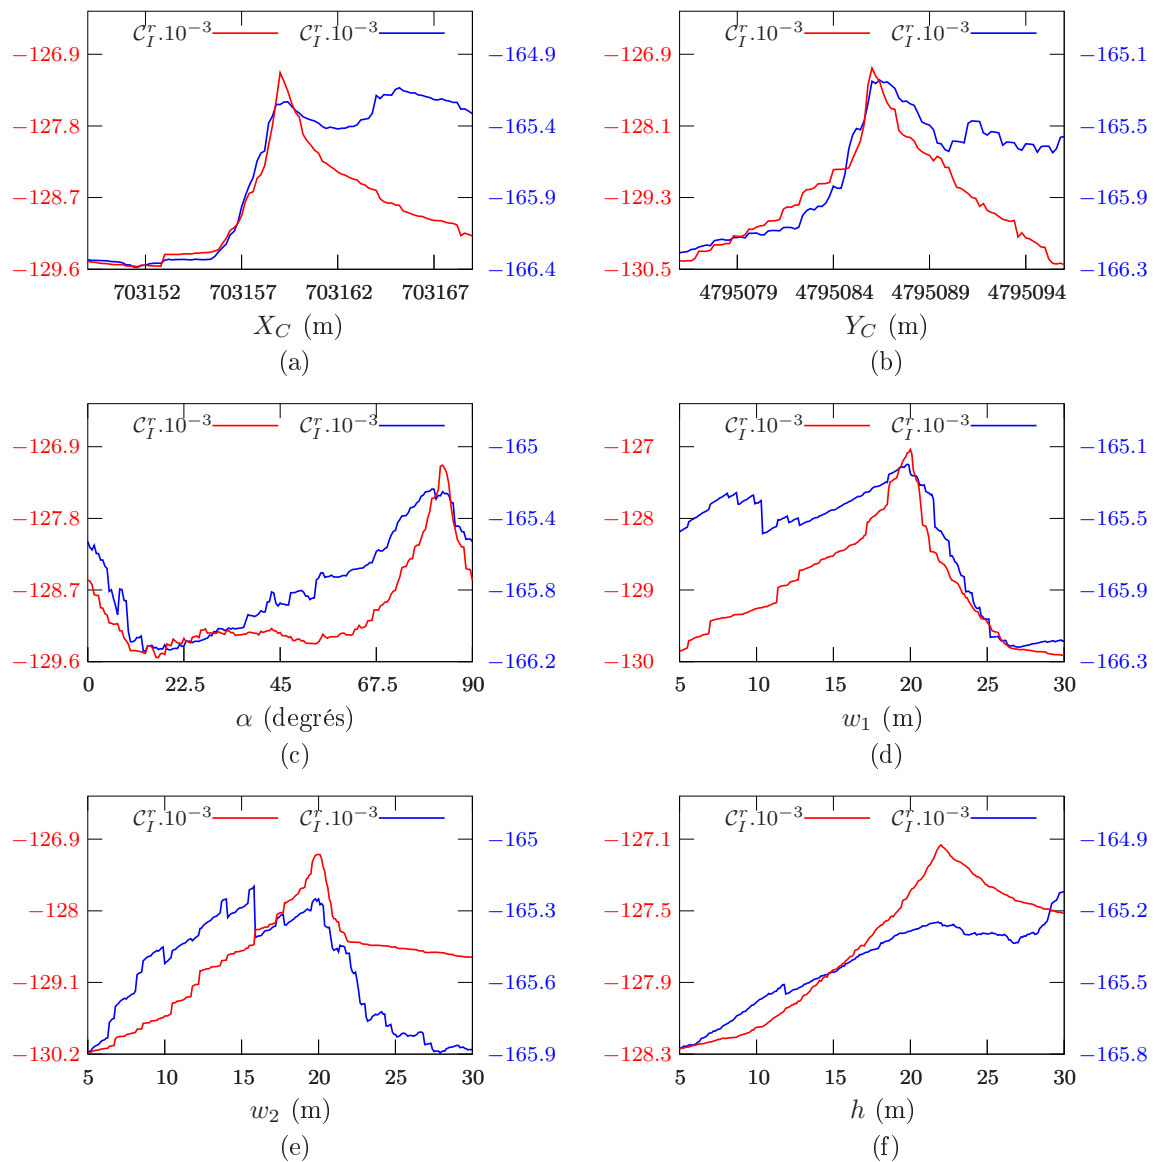 𝒞ᵣᴵ.10⁻³ 𝒞ᵣᴵ.10⁻³
−126.9 −164.9
−127.8 −165.4
−128.7 −165.9
−129.6 −166.4
703152 703157 703162 703167
X_C (m)
(a)
C_I^r.10⁻³ C_I^r.10⁻³
−126.9 −165.1
−128.1 −165.5
−129.3 −165.9
−130.5 −166.3
4795079 4795084 4795089 4795094
Y_C (m)
(b)
C_I^r.10⁻³ C_I^r.10⁻³
−126.9 −165
−127.8 −165.4
−128.7 −165.8
−129.6 −166.2
0 22.5 45 67.5 90
α (degrés)
(c)
C_I^r.10⁻³ C_I^r.10⁻³
−127 −165.1
−128 −165.5
−129 −165.9
−130 −166.3
5 10 15 20 25 30
w₁ (m)
(d)
C_I^r.10⁻³ C_I^r.10⁻³
−126.9 −165
−128 −165.3
−129.1 −165.6
−130.2 −165.9
5 10 15 20 25 30
w₂ (m)
(e)
C_I^r.10⁻³ C_I^r.10⁻³
−127.1 −164.9
−127.5 −165.2
−127.9 −165.5
−128.3 −165.8
5 10 15 20 25 30
h (m)
(f)